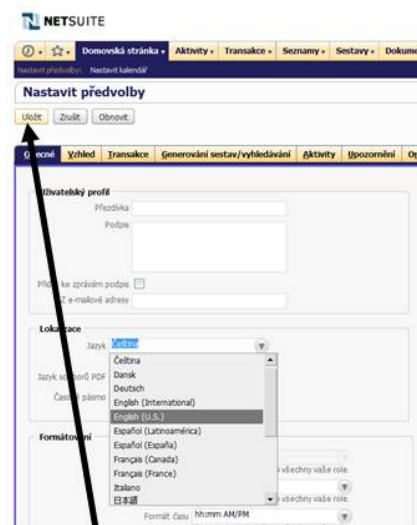 NETSUITE
Domovská stránka Aktivity Transakce Seznamy Sestavy
Nastavit předvolby Nastavit kalendář
Nastavit předvolby
Uložit Zrušit Obnovit
Vzhled Transakce Generování sestav/vyhledávání Aktivity Upozornění
Uživatelský profil
Přezdívka
Podpis
ke zprávám podpis
Z e-mailové adresy
Jazyk Čeština
Čeština
Jazyk PDF Dansk
Deutsch
pásmo English (International)
English (U.S.)
Español (Latinoamérica)
Formátování Español (España)
Français (Canada)
všechny vaše role.
Français (France)
Italiano
všechny vaše role.
日本語
Formát času hh:mm AM/PM